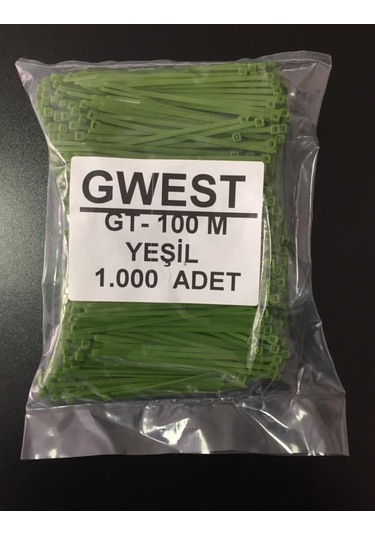 GWEST
GT- 100 M
YEŞİL
1.000 ADET